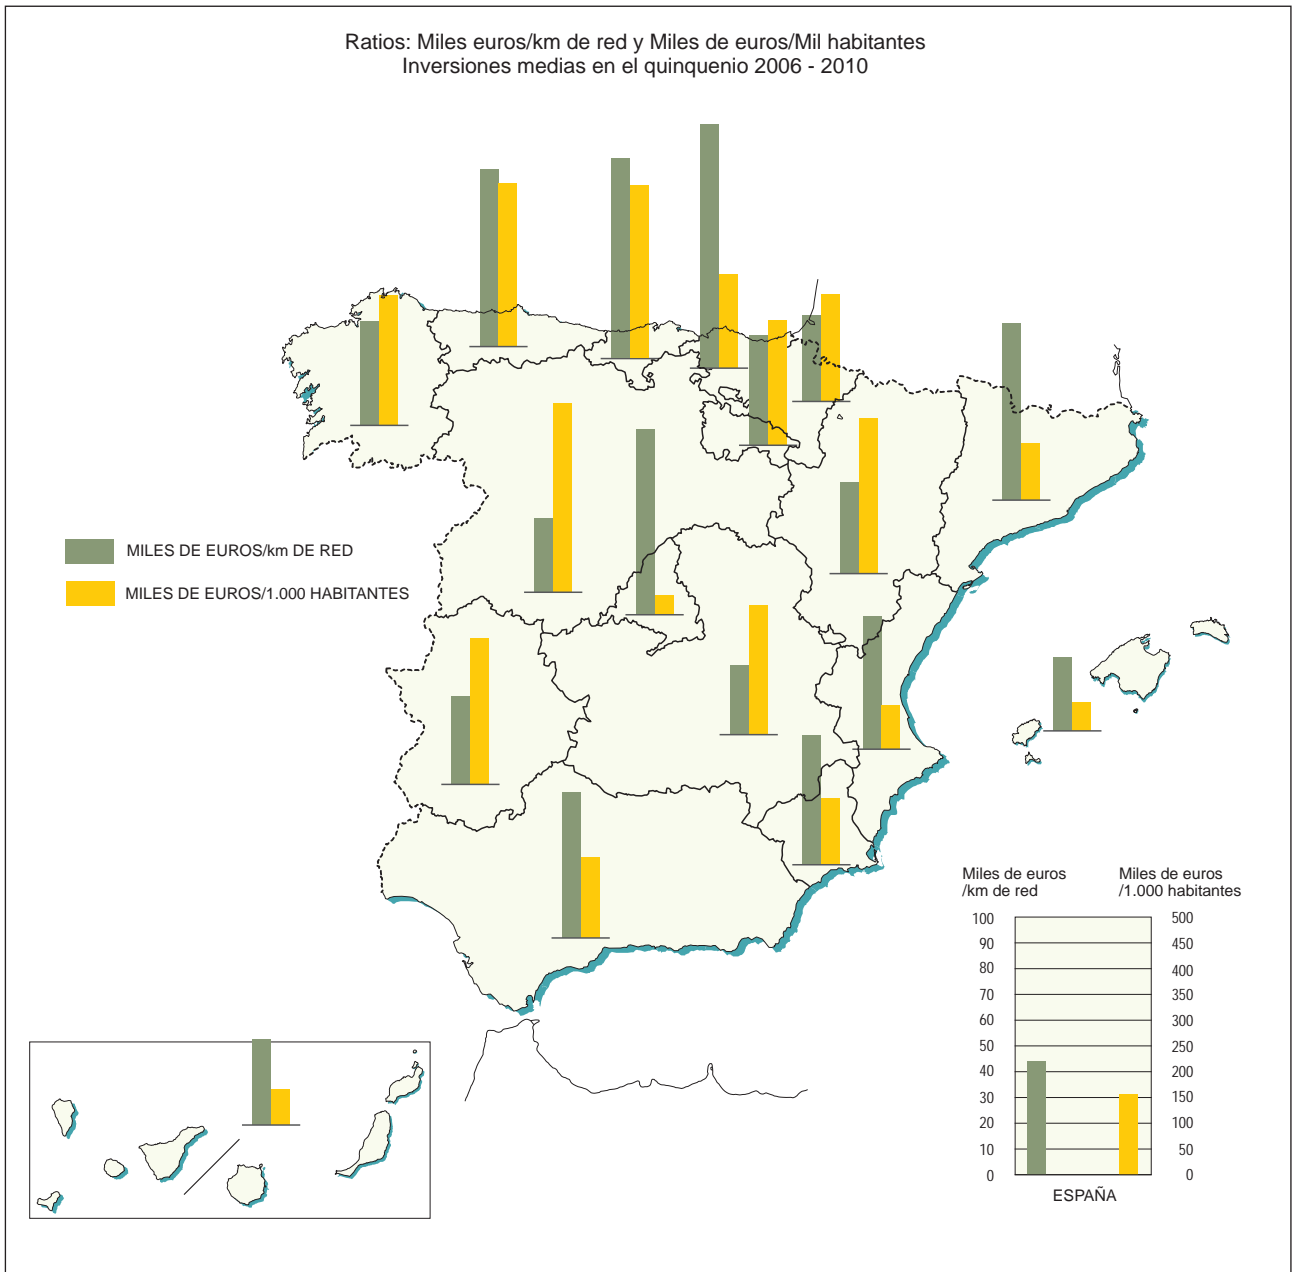 Ratios: Miles euros/km de red y Miles de euros/Mil habitantes
Inversiones medias en el quinquenio 2006 - 2010
MILES DE EUROS/km DE RED
MILES DE EUROS/1.000 HABITANTES
Miles de euros
/km de red
Miles de euros
/1.000 habitantes
100 500
90 450
80 400
70 350
60 300
50 250
40 200
30 150
20 100
10 50
0 0
ESPAÑA